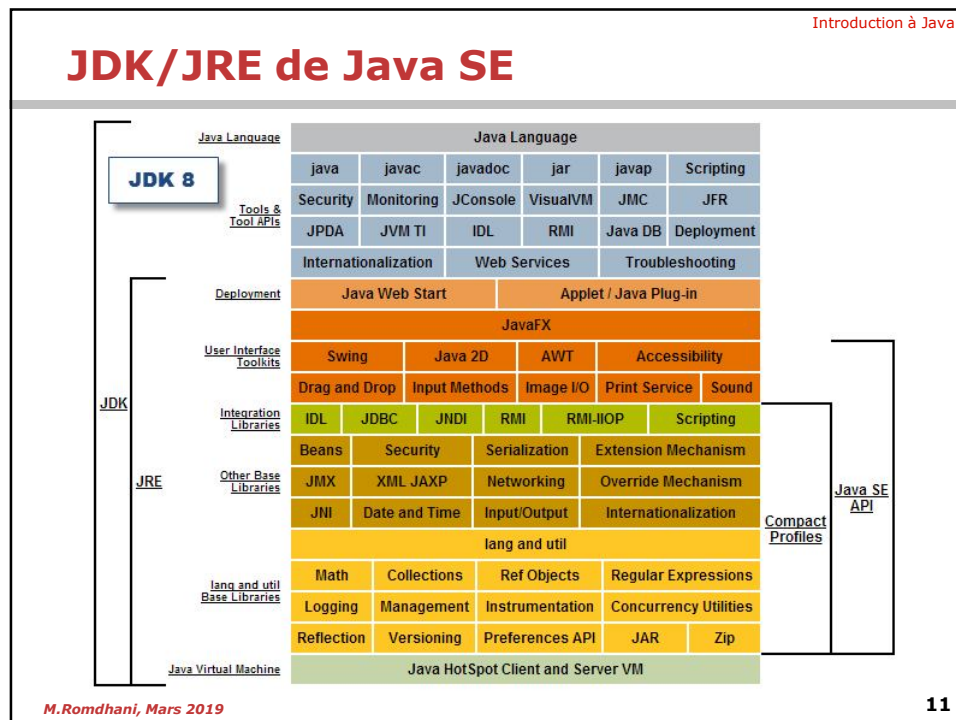 Introduction à Java
JDK/JRE de Java SE
JDK 8
Java Language
Java Language
Tools &
Tool APIs
java javac javadoc jar javap Scripting
Security Monitoring JConsole VisualVM JMC JFR
JPDA JVM TI IDL RMI Java DB Deployment
Internationalization Web Services Troubleshooting
Deployment
Java Web Start Applet / Java Plug-in
JavaFX
User Interface
Toolkits
Swing Java 2D AWT Accessibility
Drag and Drop Input Methods Image I/O Print Service Sound
Integration
Libraries
IDL JDBC JNDI RMI RMI-IIOP Scripting
Other Base
Libraries
Beans Security Serialization Extension Mechanism
JMX XML JAXP Networking Override Mechanism
JNI Date and Time Input/Output Internationalization
lang and util
lang and util
Base Libraries
Math Collections Ref Objects Regular Expressions
Logging Management Instrumentation Concurrency Utilities
Reflection Versioning Preferences API JAR Zip
Java Virtual Machine
Java HotSpot Client and Server VM
JDK
JRE
Compact
Profiles
Java SE
API
M.Romdhani, Mars 2019
11